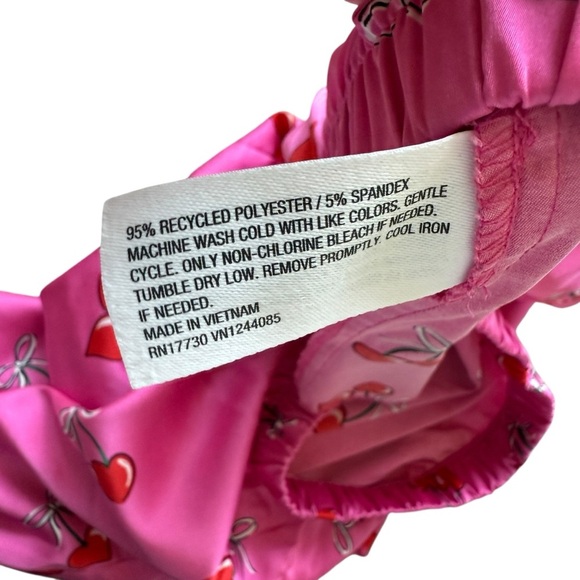 95% RECYCLED POLYESTER / 5% SPANDEX
MACHINE WASH COLD WITH LIKE COLORS. GENTLE
CYCLE. ONLY NON-CHLORINE BLEACH IF NEEDED.
TUMBLE DRY LOW. REMOVE PROMPTLY. COOL IRON
IF NEEDED.
MADE IN VIETNAM
RN17730 VN1244085